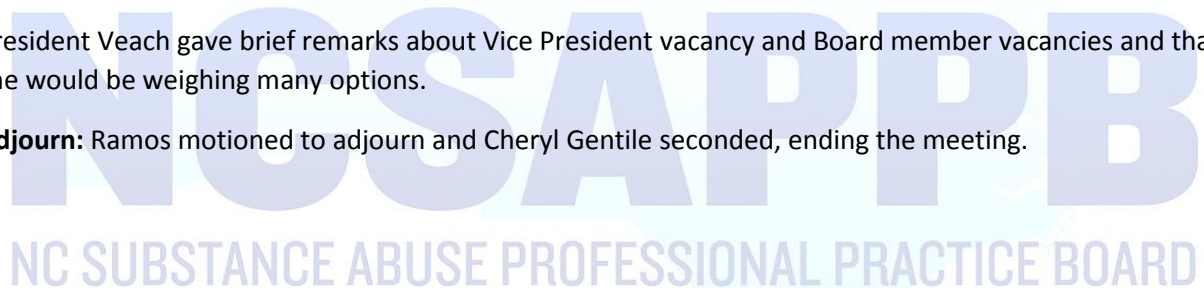 resident Veach gave brief remarks about Vice President vacancy and Board member vacancies and tha
he would be weighing many options.
djourn: Ramos motioned to adjourn and Cheryl Gentile seconded, ending the meeting.
NCSAPPB
NC SUBSTANCE ABUSE PROFESSIONAL PRACTICE BOARD